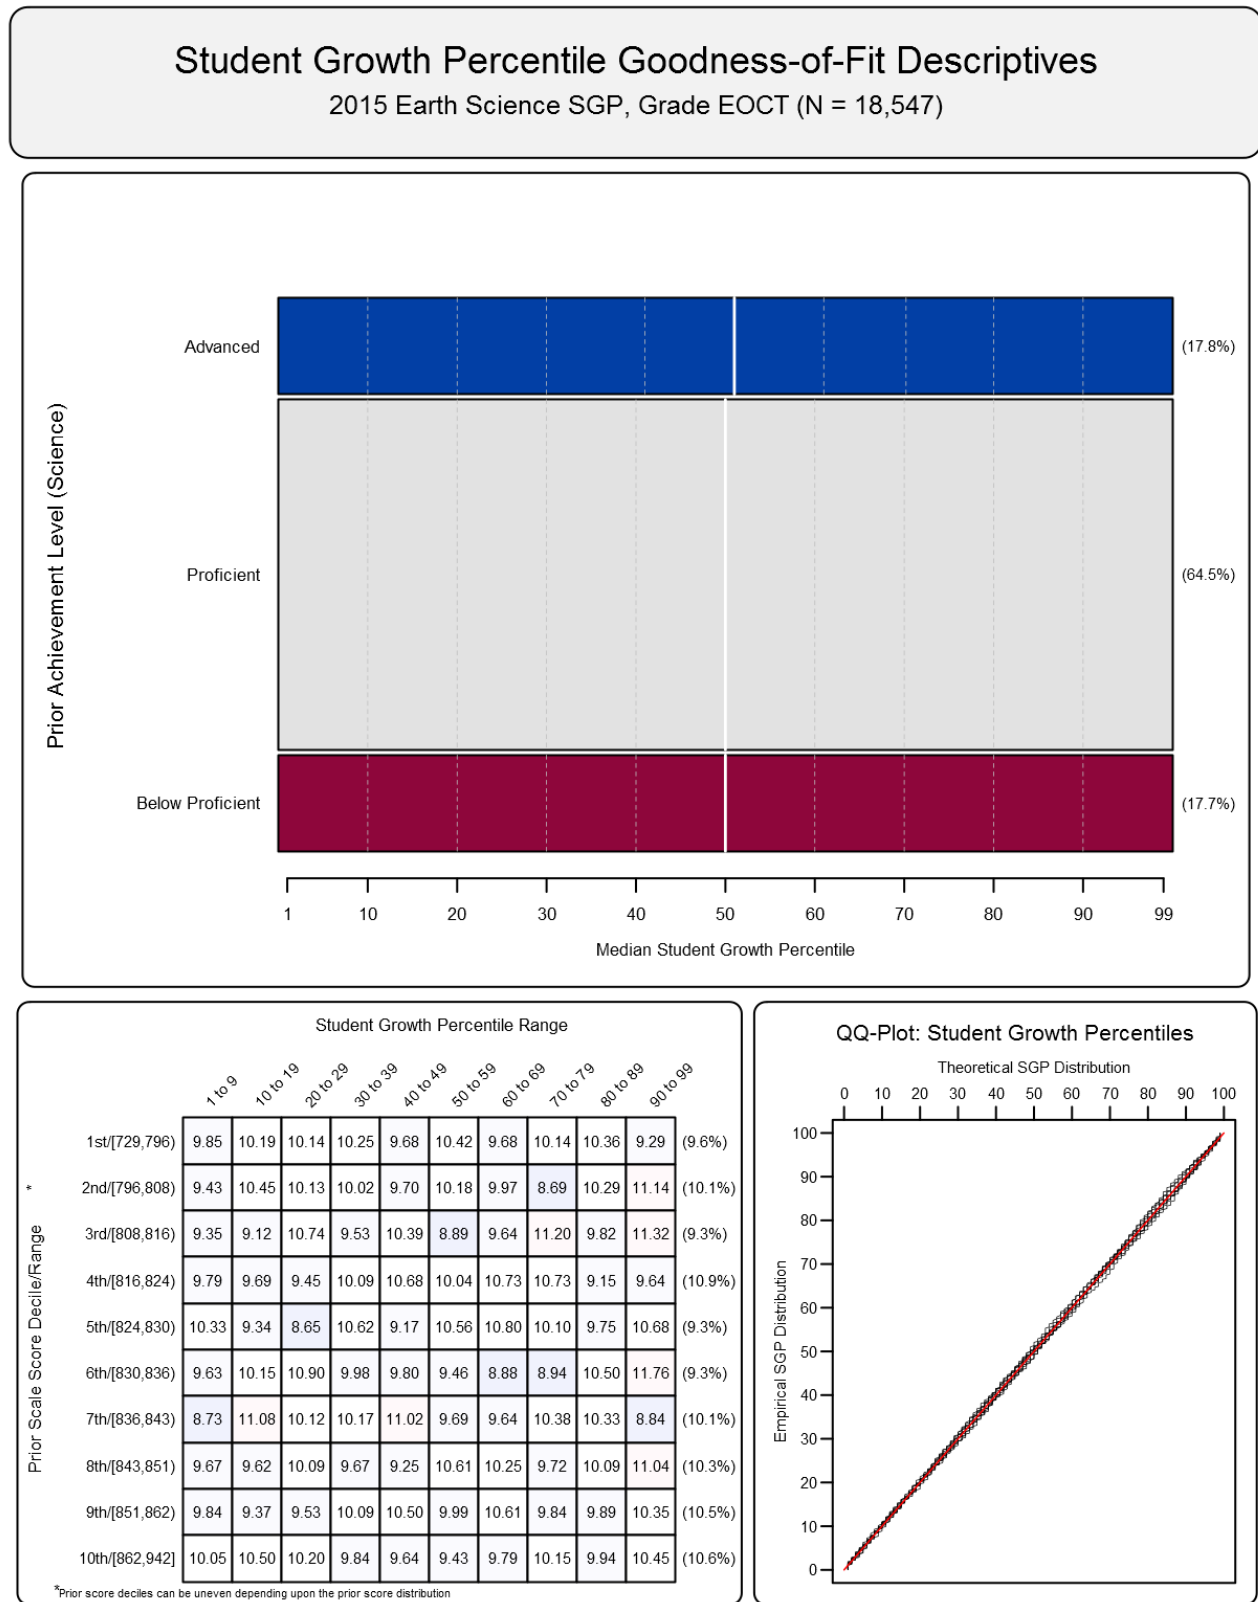 Student Growth Percentile Goodness-of-Fit Descriptives
2015 Earth Science SGP, Grade EOCT (N = 18,547)
Prior Achievement Level (Science)
Advanced (17.8%)
Proficient (64.5%)
Below Proficient (17.7%)
1 10 20 30 40 50 60 70 80 90 99
Median Student Growth Percentile
Student Growth Percentile Range
1 to 9 10 to 19 20 to 29 30 to 39 40 to 49 50 to 59 60 to 69 70 to 79 80 to 89 90 to 99
Prior Scale Score Decile/Range *
1st/[729,796) 9.85 10.19 10.14 10.25 9.68 10.42 9.68 10.14 10.36 9.29 (9.6%)
2nd/[796,808) 9.43 10.45 10.13 10.02 9.70 10.18 9.97 8.69 10.29 11.14 (10.1%)
3rd/[808,816) 9.35 9.12 10.74 9.53 10.39 8.89 9.64 11.20 9.82 11.32 (9.3%)
4th/[816,824) 9.79 9.69 9.45 10.09 10.68 10.04 10.73 10.73 9.15 9.64 (10.9%)
5th/[824,830) 10.33 9.34 8.65 10.62 9.17 10.56 10.80 10.10 9.75 10.68 (9.3%)
6th/[830,836) 9.63 10.15 10.90 9.98 9.80 9.46 8.88 8.94 10.50 11.76 (9.3%)
7th/[836,843) 8.73 11.08 10.12 10.17 11.02 9.69 9.64 10.38 10.33 8.84 (10.1%)
8th/[843,851) 9.67 9.62 10.09 9.67 9.25 10.61 10.25 9.72 10.09 11.04 (10.3%)
9th/[851,862) 9.84 9.37 9.53 10.09 10.50 9.99 10.61 9.84 9.89 10.35 (10.5%)
10th/[862,942] 10.05 10.50 10.20 9.84 9.64 9.43 9.79 10.15 9.94 10.45 (10.6%)
*Prior score deciles can be uneven depending upon the prior score distribution
QQ-Plot: Student Growth Percentiles
Theoretical SGP Distribution
0 10 20 30 40 50 60 70 80 90 100
Empirical SGP Distribution
100
90
80
70
60
50
40
30
20
10
0